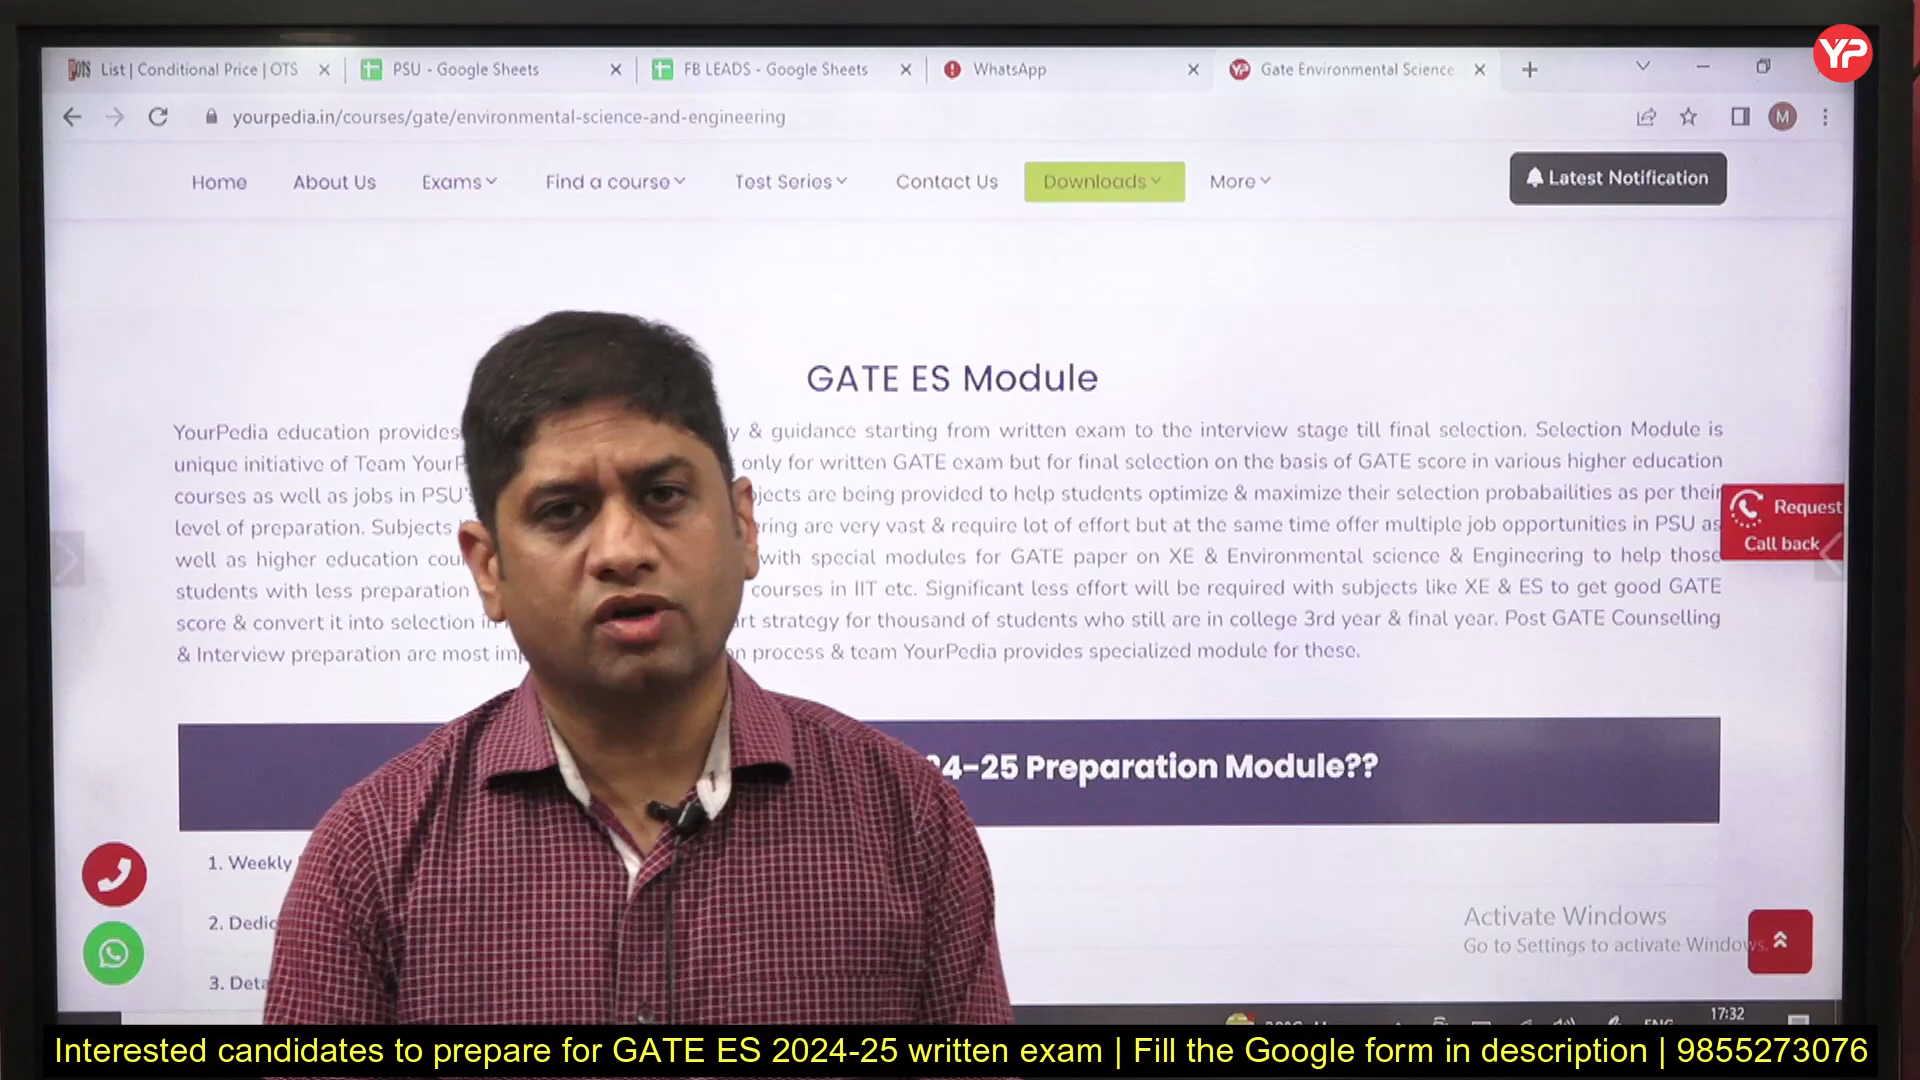 YP
List | Conditional Price | OTS
PSU - Google Sheets
FB LEADS - Google Sheets
WhatsApp
Gate Environmental Science
yourpedia.in/courses/gate/environmental-science-and-engineering
M
Home
About Us
Exams
Find a course
Test Series
Contact Us
Downloads
More
Latest Notification
GATE ES Module
YourPedia education provides y & guidance starting from written exam to the interview stage till final selection. Selection Module is
unique initiative of Team YourP only for written GATE exam but for final selection on the basis of GATE score in various higher education
courses as well as jobs in PSU's jects are being provided to help students optimize & maximize their selection probabailities as per their
level of preparation. Subjects ring are very vast & require lot of effort but at the same time offer multiple job opportunities in PSU as
well as higher education cour with special modules for GATE paper on XE & Environmental science & Engineering to help those
students with less preparation courses in IIT etc. Significant less effort will be required with subjects like XE & ES to get good GATE
score & convert it into selection in rt strategy for thousand of students who still are in college 3rd year & final year. Post GATE Counselling
& Interview preparation are most imp on process & team YourPedia provides specialized module for these.
Request
Call back
24-25 Preparation Module??
1. Weekly
2. Dedic
3. Deta
Activate Windows
Go to Settings to activate Windows.
17:32
Interested candidates to prepare for GATE ES 2024-25 written exam | Fill the Google form in description | 9855273076